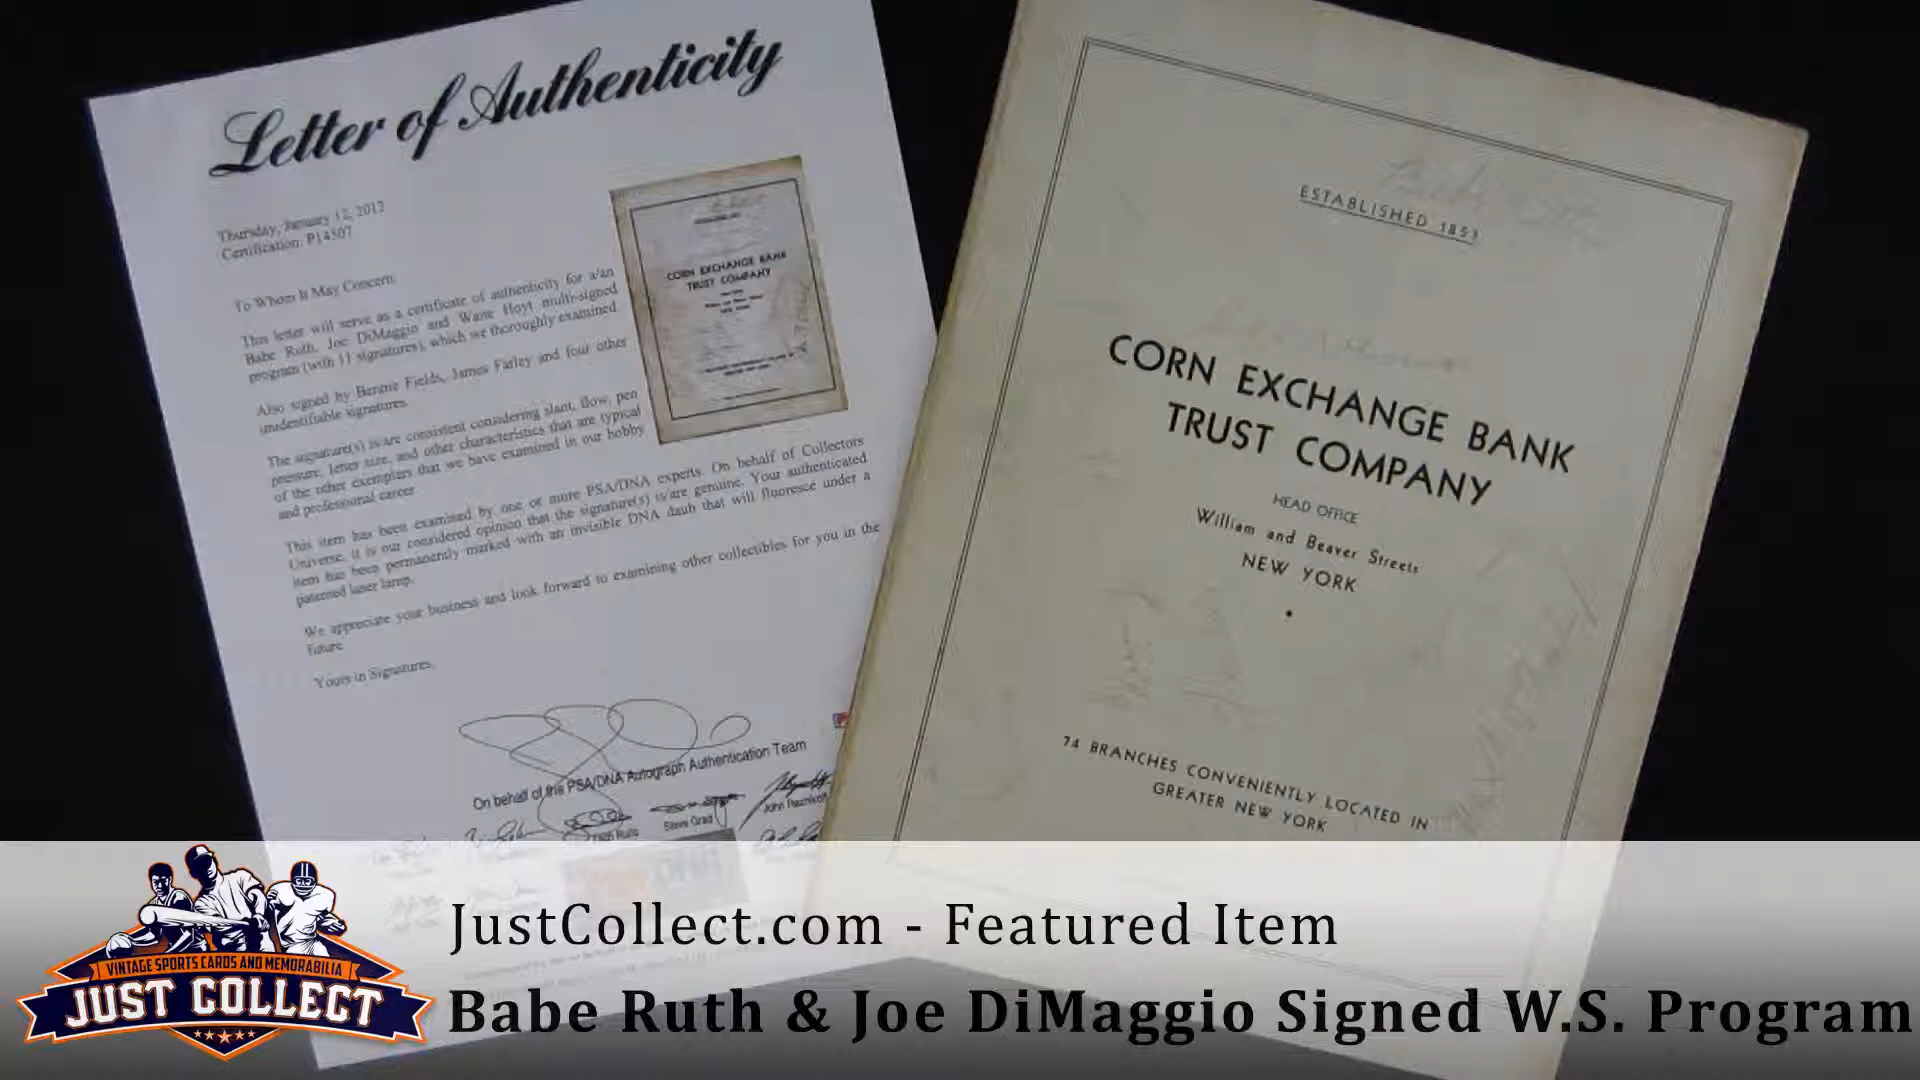 Letter of Authenticity
Thursday, January 12, 2012
Certification: P14507
To Whom It May Concern:
This letter will serve as a certificate of authenticity for a/an
Babe Ruth, Joe DiMaggio and Waite Hoyt multi-signed
program (with 11 signatures), which we thoroughly examined.
Also signed by Bennie Fields, James Farley and four other
unidentifiable signatures.
The signature(s) is/are consistent considering slant, flow, pen
pressure, letter size, and other characteristics that are typical
of the other exemplars that we have examined in our hobby
and professional career.
This item has been examined by one or more PSA/DNA experts. On behalf of Collectors
Universe, it is our considered opinion that the signature(s) is/are genuine. Your authenticated
item has been permanently marked with an invisible DNA daub that will fluoresce under a
patented laser lamp.
We appreciate your business and look forward to examining other collectibles for you in the
future.
Yours in Signatures,
On behalf of the PSA/DNA Autograph Authentication Team
Steve Grad
John Reznikoff
CORN EXCHANGE BANK
TRUST COMPANY
ESTABLISHED 1853
CORN EXCHANGE BANK
TRUST COMPANY
HEAD OFFICE
William and Beaver Streets
NEW YORK
74 BRANCHES CONVENIENTLY LOCATED IN
GREATER NEW YORK
VINTAGE SPORTS CARDS AND MEMORABILIA
JUST COLLECT
JustCollect.com - Featured Item
Babe Ruth & Joe DiMaggio Signed W.S. Program